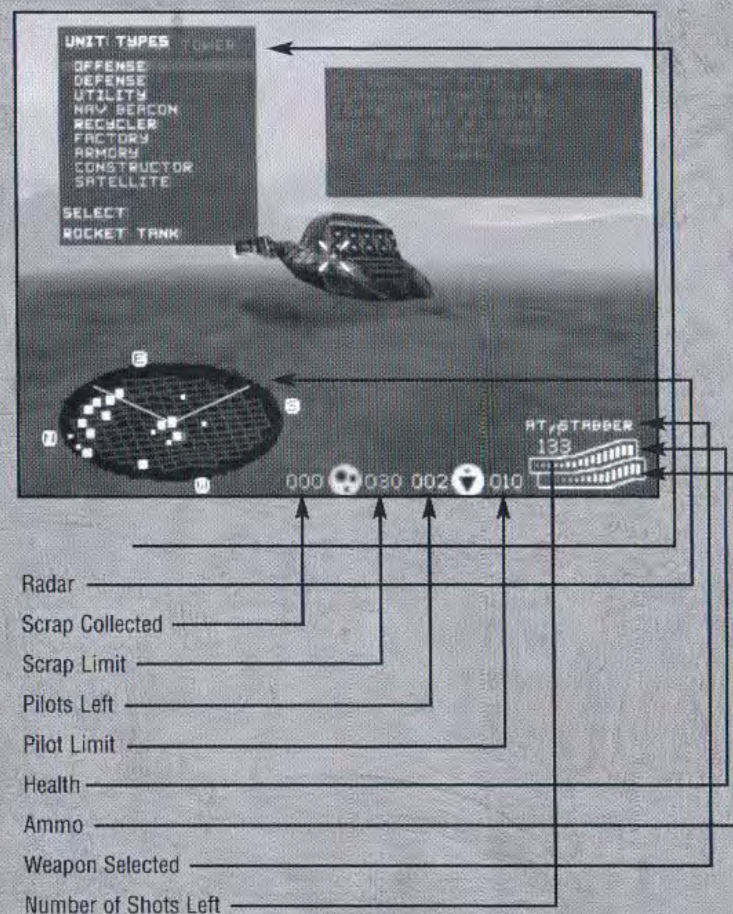 UNIT TYPES TOWER
OFFENSE
DEFENSE
UTILITY
NAV BEACON
RECYCLER
FACTORY
ARMORY
CONSTRUCTOR
SATELLITE
SELECT
ROCKET TANK
E
S
N
W
AT-STABBER
133
000 030 002 010
Radar
Scrap Collected
Scrap Limit
Pilots Left
Pilot Limit
Health
Ammo
Weapon Selected
Number of Shots Left